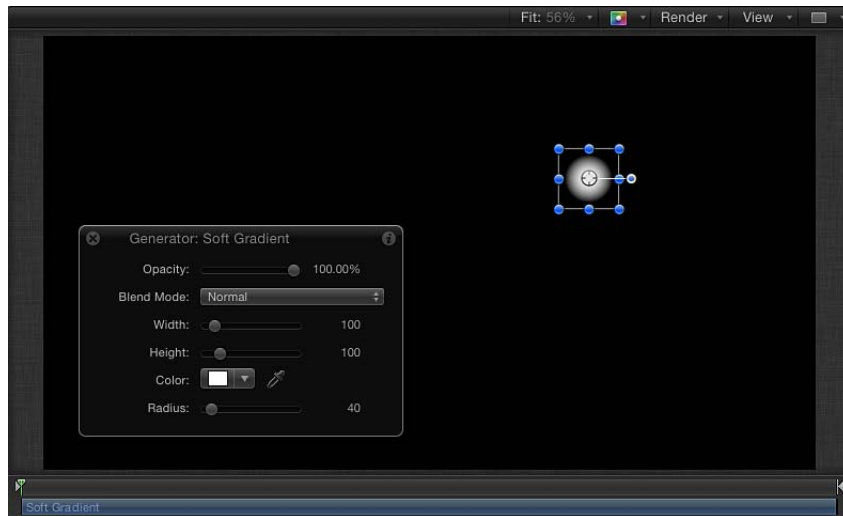 Fit: 56% Render View
Generator: Soft Gradient
Opacity: 100.00%
Blend Mode: Normal
Width: 100
Height: 100
Color:
Radius: 40
Soft Gradient